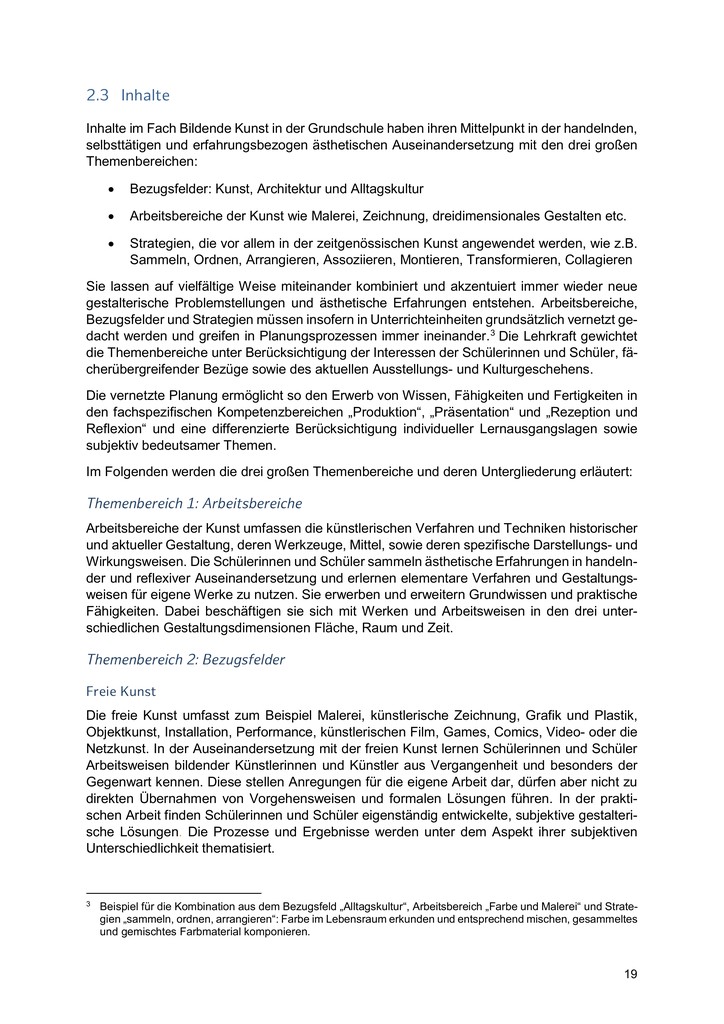 2.3 Inhalte
Inhalte im Fach Bildende Kunst in der Grundschule haben ihren Mittelpunkt in der handelnden,
selbsttätigen und erfahrungsbezogen ästhetischen Auseinandersetzung mit den drei großen
Themenbereichen:
• Bezugsfelder: Kunst, Architektur und Alltagskultur
• Arbeitsbereiche der Kunst wie Malerei, Zeichnung, dreidimensionales Gestalten etc.
• Strategien, die vor allem in der zeitgenössischen Kunst angewendet werden, wie z.B.
Sammeln, Ordnen, Arrangieren, Assoziieren, Montieren, Transformieren, Collagieren
Sie lassen auf vielfältige Weise miteinander kombiniert und akzentuiert immer wieder neue
gestalterische Problemstellungen und ästhetische Erfahrungen entstehen. Arbeitsbereiche,
Bezugsfelder und Strategien müssen insofern in Unterrichteinheiten grundsätzlich vernetzt ge-
dacht werden und greifen in Planungsprozessen immer ineinander.³ Die Lehrkraft gewichtet
die Themenbereiche unter Berücksichtigung der Interessen der Schülerinnen und Schüler, fä-
cherübergreifender Bezüge sowie des aktuellen Ausstellungs- und Kulturgeschehens.
Die vernetzte Planung ermöglicht so den Erwerb von Wissen, Fähigkeiten und Fertigkeiten in
den fachspezifischen Kompetenzbereichen „Produktion“, „Präsentation“ und „Rezeption und
Reflexion“ und eine differenzierte Berücksichtigung individueller Lernausgangslagen sowie
subjektiv bedeutsamer Themen.
Im Folgenden werden die drei großen Themenbereiche und deren Untergliederung erläutert:
Themenbereich 1: Arbeitsbereiche
Arbeitsbereiche der Kunst umfassen die künstlerischen Verfahren und Techniken historischer
und aktueller Gestaltung, deren Werkzeuge, Mittel, sowie deren spezifische Darstellungs- und
Wirkungsweisen. Die Schülerinnen und Schüler sammeln ästhetische Erfahrungen in handeln-
der und reflexiver Auseinandersetzung und erlernen elementare Verfahren und Gestaltungs-
weisen für eigene Werke zu nutzen. Sie erwerben und erweitern Grundwissen und praktische
Fähigkeiten. Dabei beschäftigen sie sich mit Werken und Arbeitsweisen in den drei unter-
schiedlichen Gestaltungsdimensionen Fläche, Raum und Zeit.
Themenbereich 2: Bezugsfelder
Freie Kunst
Die freie Kunst umfasst zum Beispiel Malerei, künstlerische Zeichnung, Grafik und Plastik,
Objektkunst, Installation, Performance, künstlerischen Film, Games, Comics, Video- oder die
Netzkunst. In der Auseinandersetzung mit der freien Kunst lernen Schülerinnen und Schüler
Arbeitsweisen bildender Künstlerinnen und Künstler aus Vergangenheit und besonders der
Gegenwart kennen. Diese stellen Anregungen für die eigene Arbeit dar, dürfen aber nicht zu
direkten Übernahmen von Vorgehensweisen und formalen Lösungen führen. In der prakti-
schen Arbeit finden Schülerinnen und Schüler eigenständig entwickelte, subjektive gestalteri-
sche Lösungen. Die Prozesse und Ergebnisse werden unter dem Aspekt ihrer subjektiven
Unterschiedlichkeit thematisiert.
³ Beispiel für die Kombination aus dem Bezugsfeld „Alltagskultur“, Arbeitsbereich „Farbe und Malerei“ und Strate-
gien „sammeln, ordnen, arrangieren“: Farbe im Lebensraum erkunden und entsprechend mischen, gesammeltes
und gemischtes Farbmaterial komponieren.
19